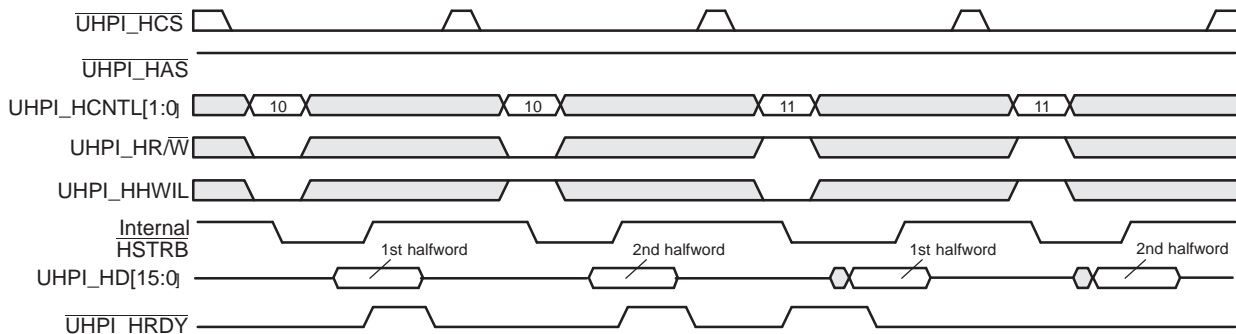 UHPI_HCS
UHPI_HAS
UHPI_HCNTL[1:0] 10 10 11 11
UHPI_HR/W
UHPI_HHWIL
Internal
HSTRB
1st halfword 2nd halfword 1st halfword 2nd halfword
UHPI_HD[15:0]
UHPI_HRDY